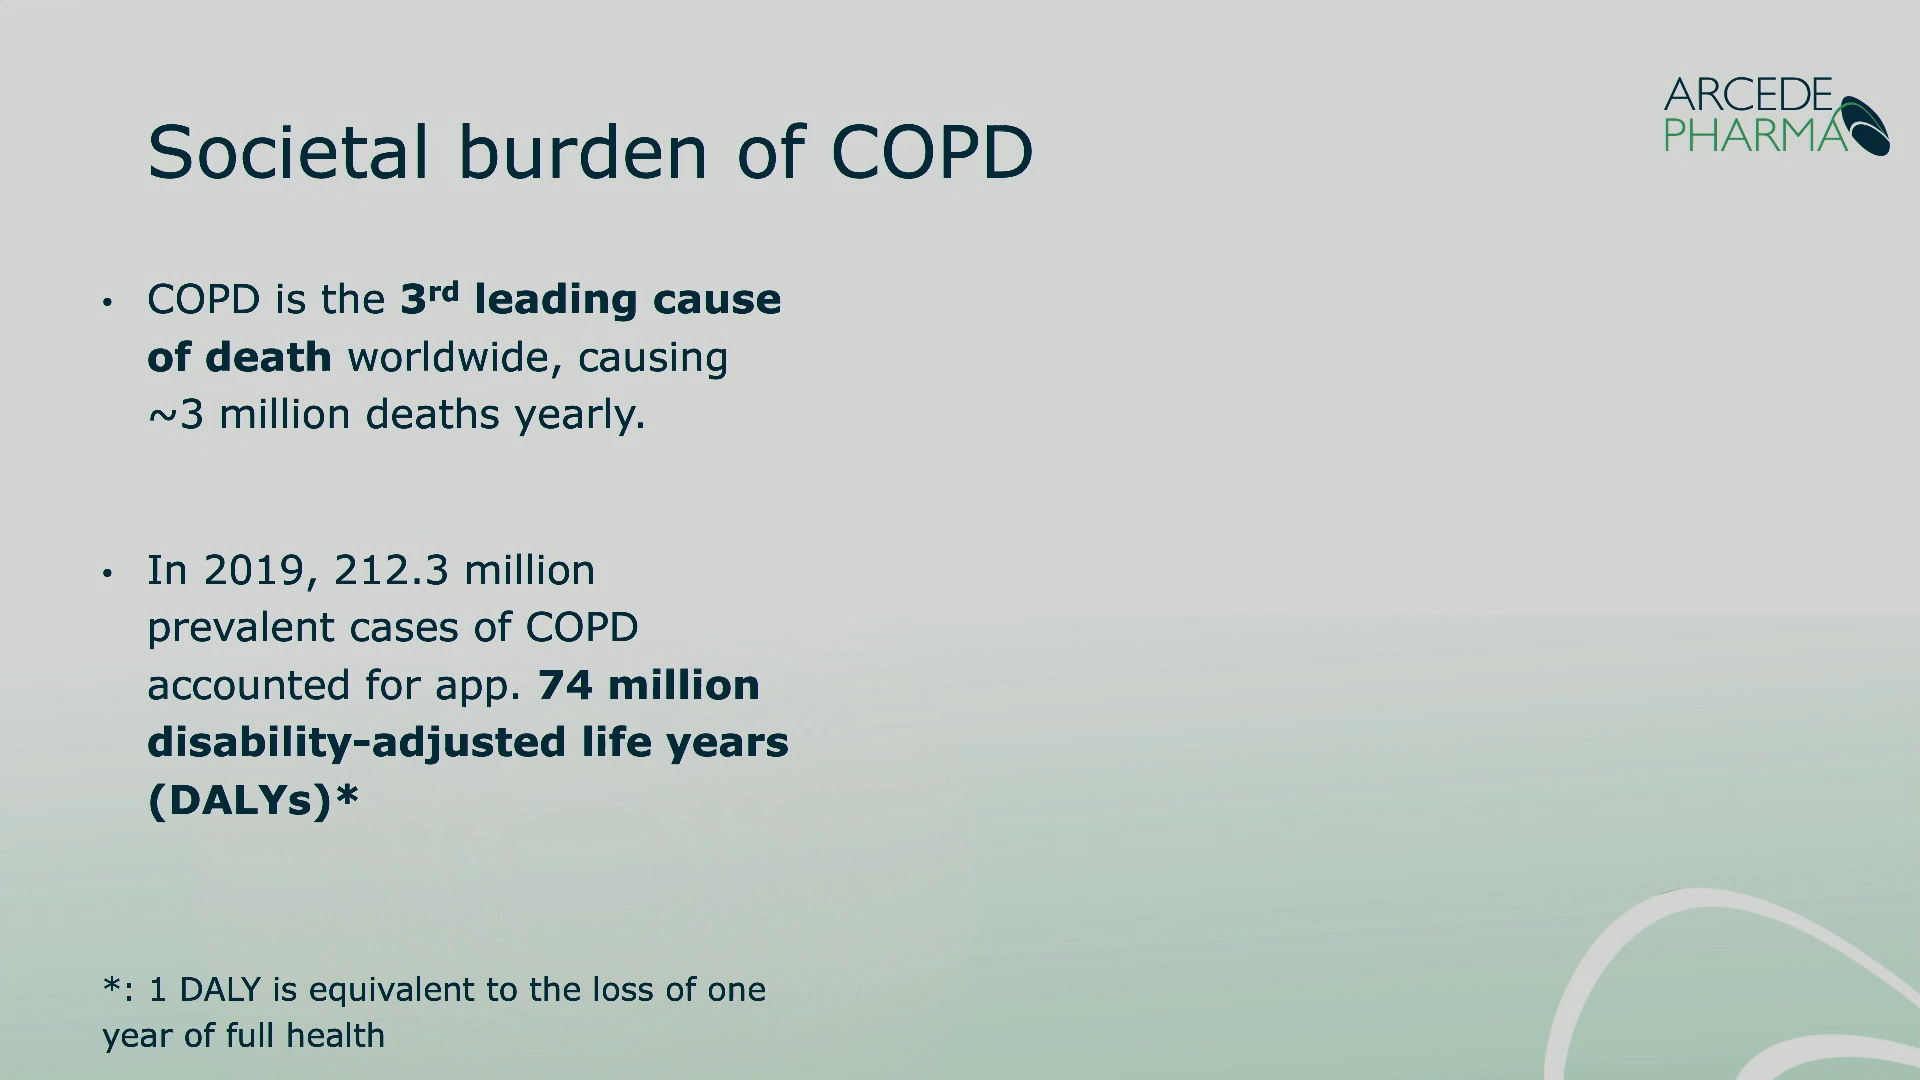 ARCEDE
PHARMA
Societal burden of COPD
• COPD is the 3rd leading cause
of death worldwide, causing
~3 million deaths yearly.
• In 2019, 212.3 million
prevalent cases of COPD
accounted for app. 74 million
disability-adjusted life years
(DALYs)*
*: 1 DALY is equivalent to the loss of one
year of full health